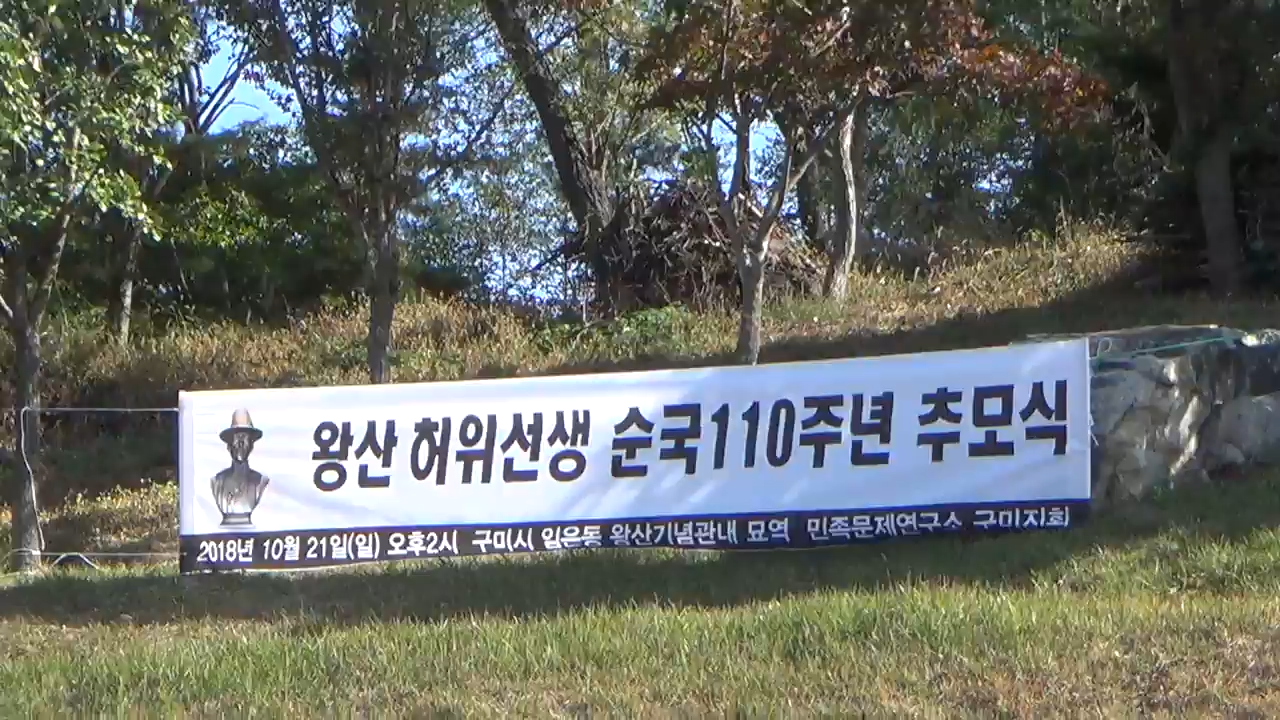 왕산 허위선생 순국110주년 추모식
2018년 10월 21일(일) 오후2시 구미시 임은동 왕산기념관내 묘역 민족문제연구소 구미지회